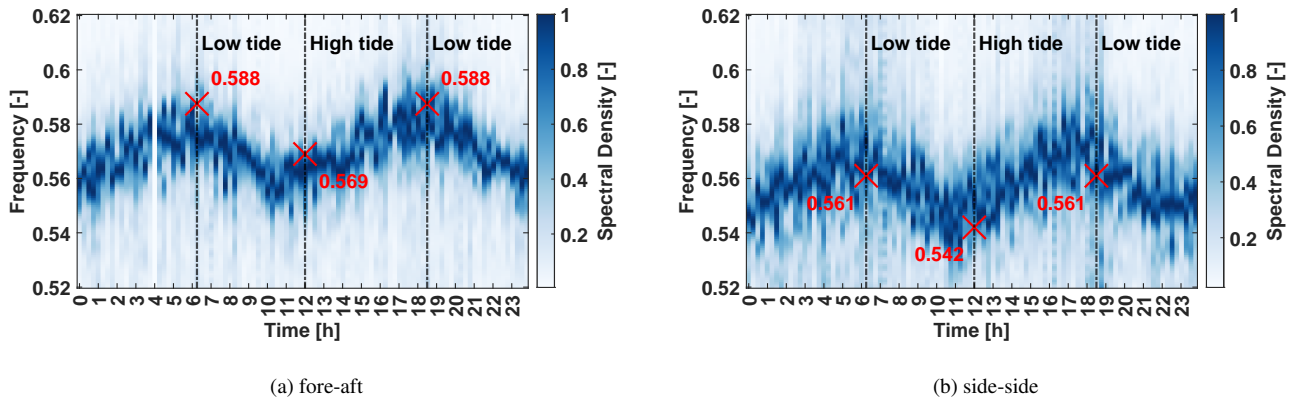 0.62
0.6
0.58
0.56
0.54
0.52
Frequency [-]
Low tide
High tide
Low tide
0.588
0.588
0.569
0 1 2 3 4 5 6 7 8 9 10 11 12 13 14 15 16 17 18 19 20 21 22 23
Time [h]
1
0.8
0.6
0.4
0.2
Spectral Density [-]
(a) fore-aft
0.62
0.6
0.58
0.56
0.54
0.52
Frequency [-]
Low tide
High tide
Low tide
0.561
0.561
0.542
0 1 2 3 4 5 6 7 8 9 10 11 12 13 14 15 16 17 18 19 20 21 22 23
Time [h]
1
0.8
0.6
0.4
0.2
Spectral Density [-]
(b) side-side